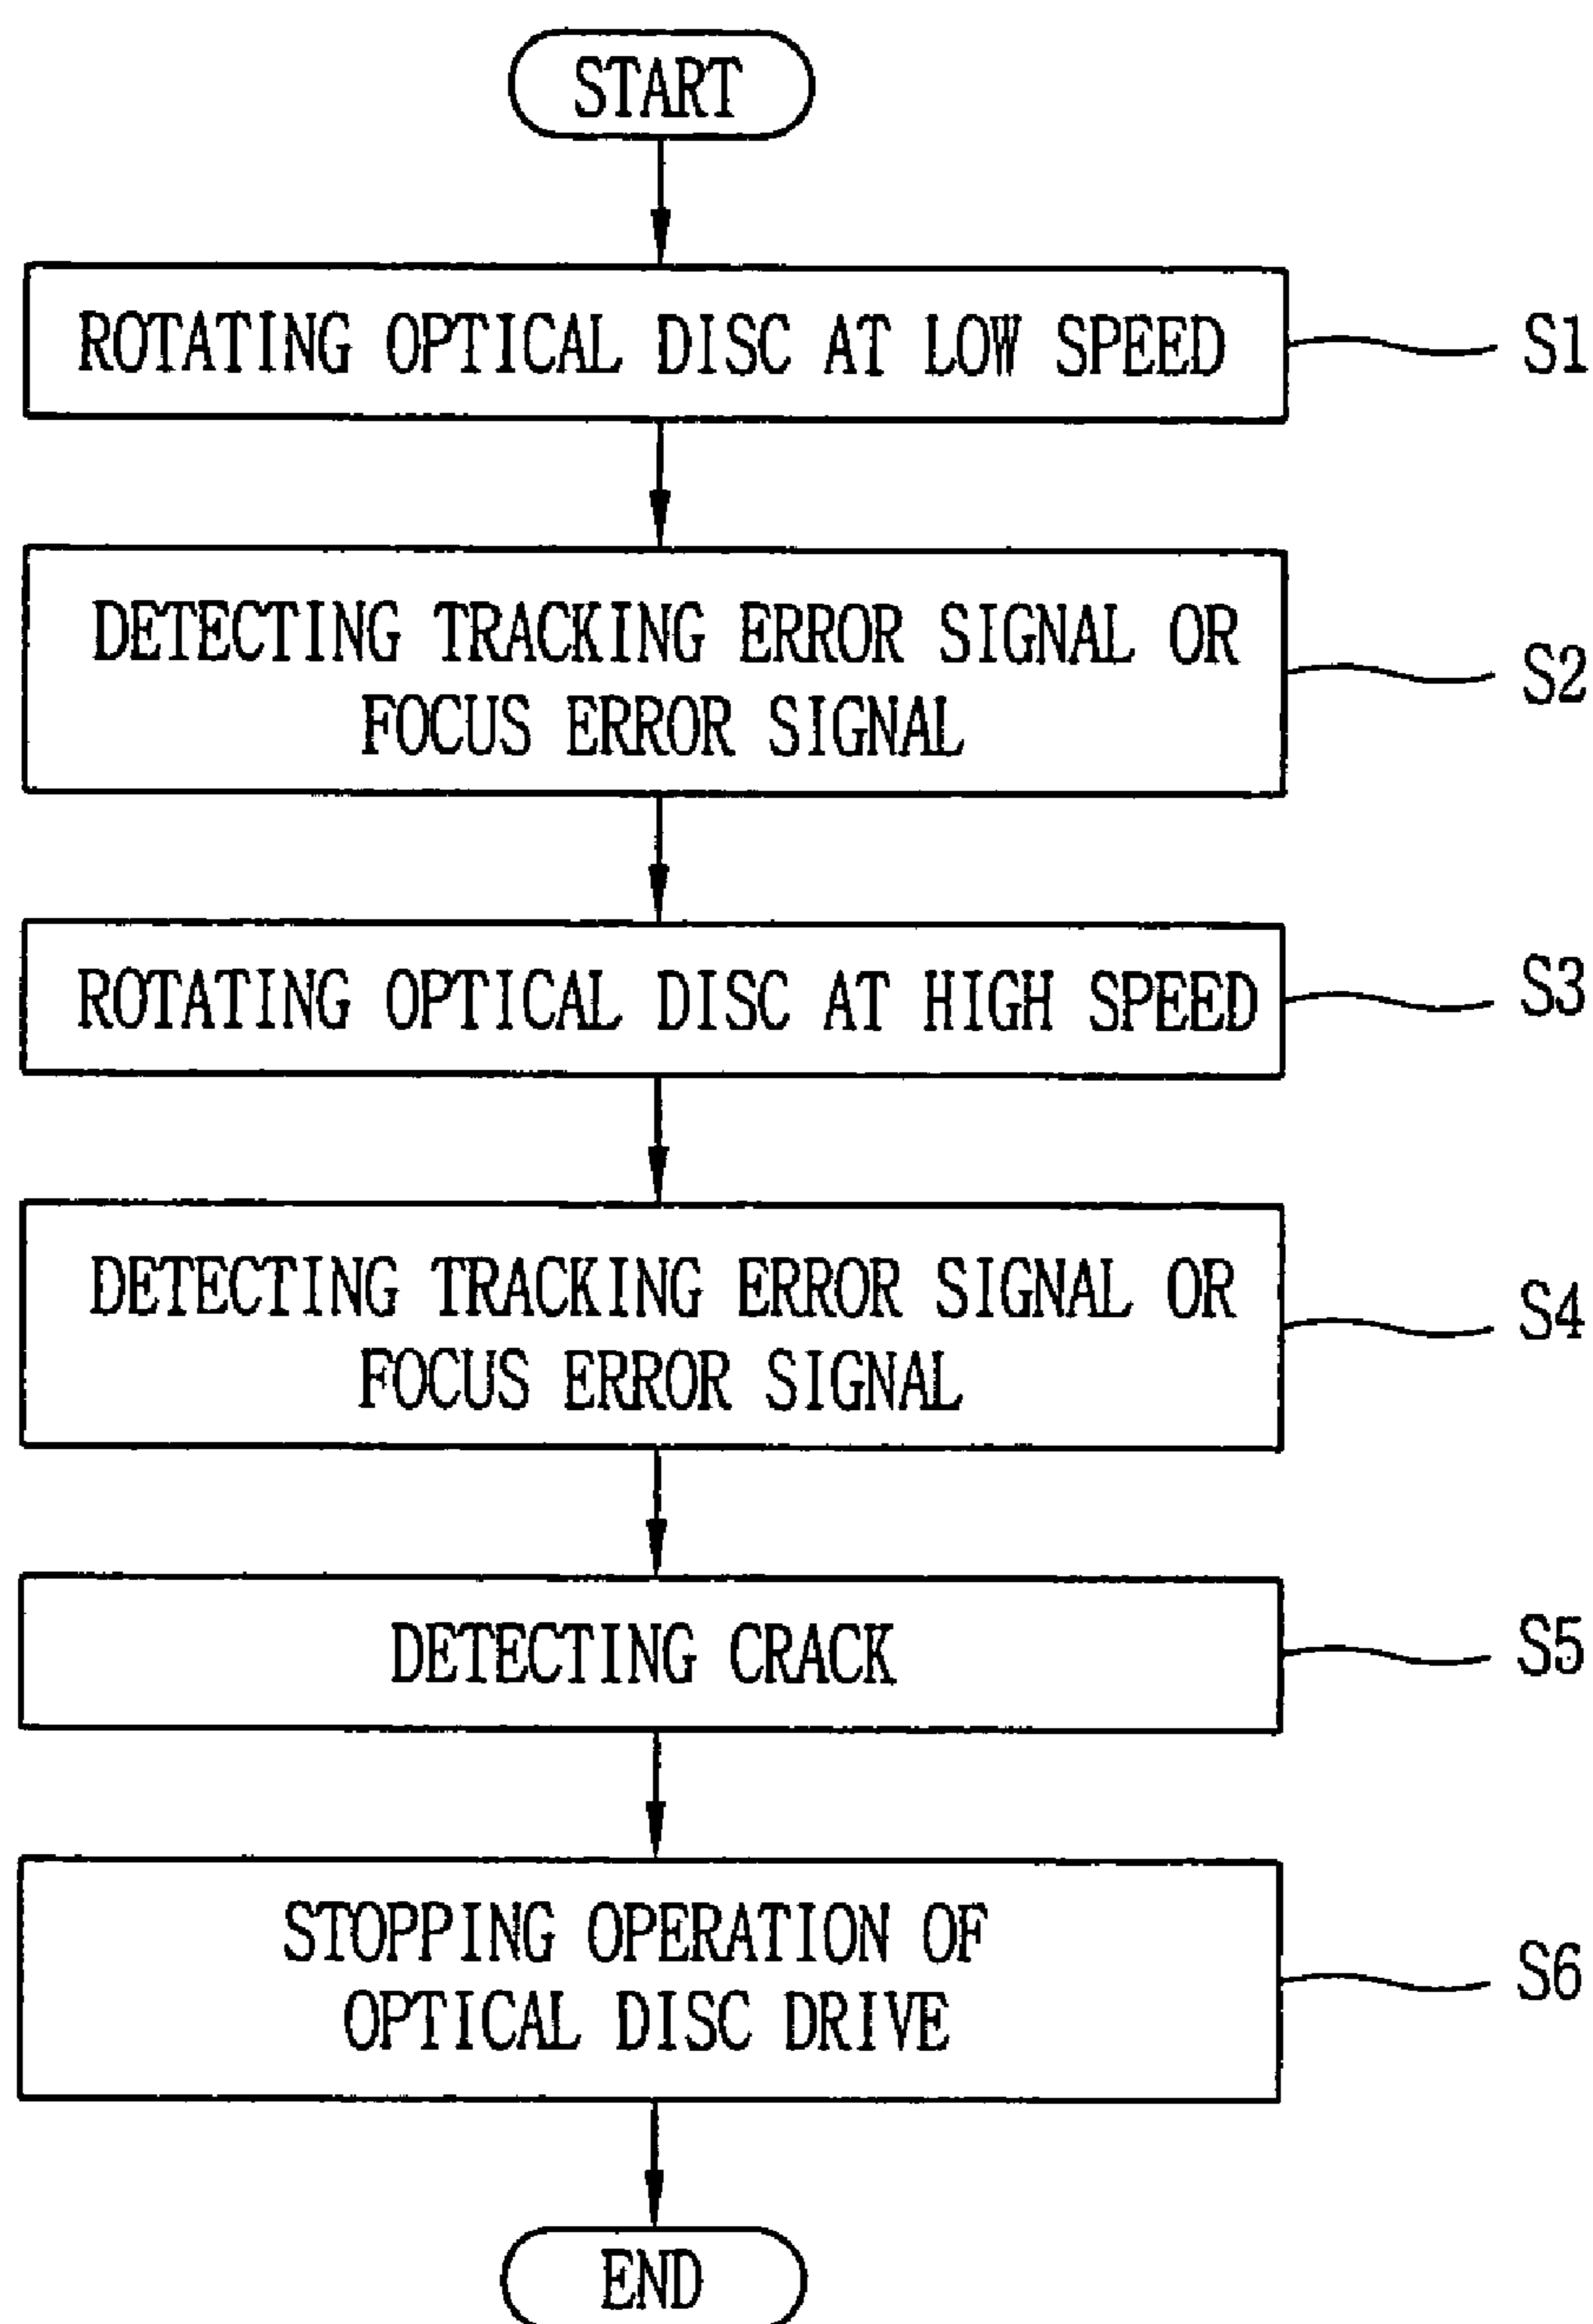 START
ROTATING OPTICAL DISC AT LOW SPEED
S1
DETECTING TRACKING ERROR SIGNAL OR
FOCUS ERROR SIGNAL
S2
ROTATING OPTICAL DISC AT HIGH SPEED
S3
DETECTING TRACKING ERROR SIGNAL OR
FOCUS ERROR SIGNAL
S4
DETECTING CRACK
S5
STOPPING OPERATION OF
OPTICAL DISC DRIVE
S6
END